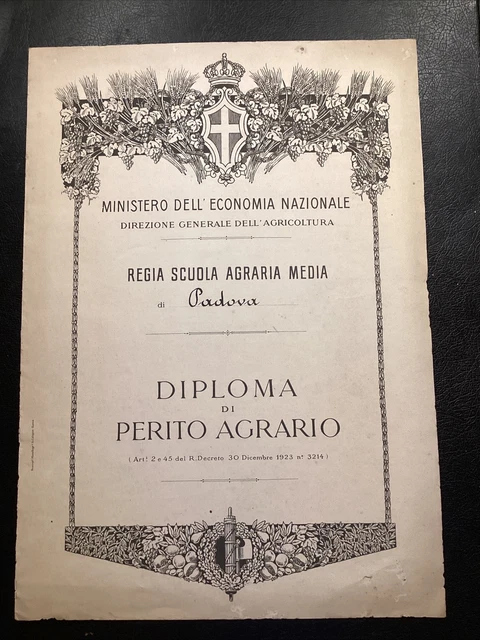 MINISTERO DELL'ECONOMIA NAZIONALE
DIREZIONE GENERALE DELL'AGRICOLTURA
REGIA SCUOLA AGRARIA MEDIA
di Padova
DIPLOMA
DI
PERITO AGRARIO
(Art! 2 e 45 del R. Decreto 30 Dicembre 1923 nº 3214)